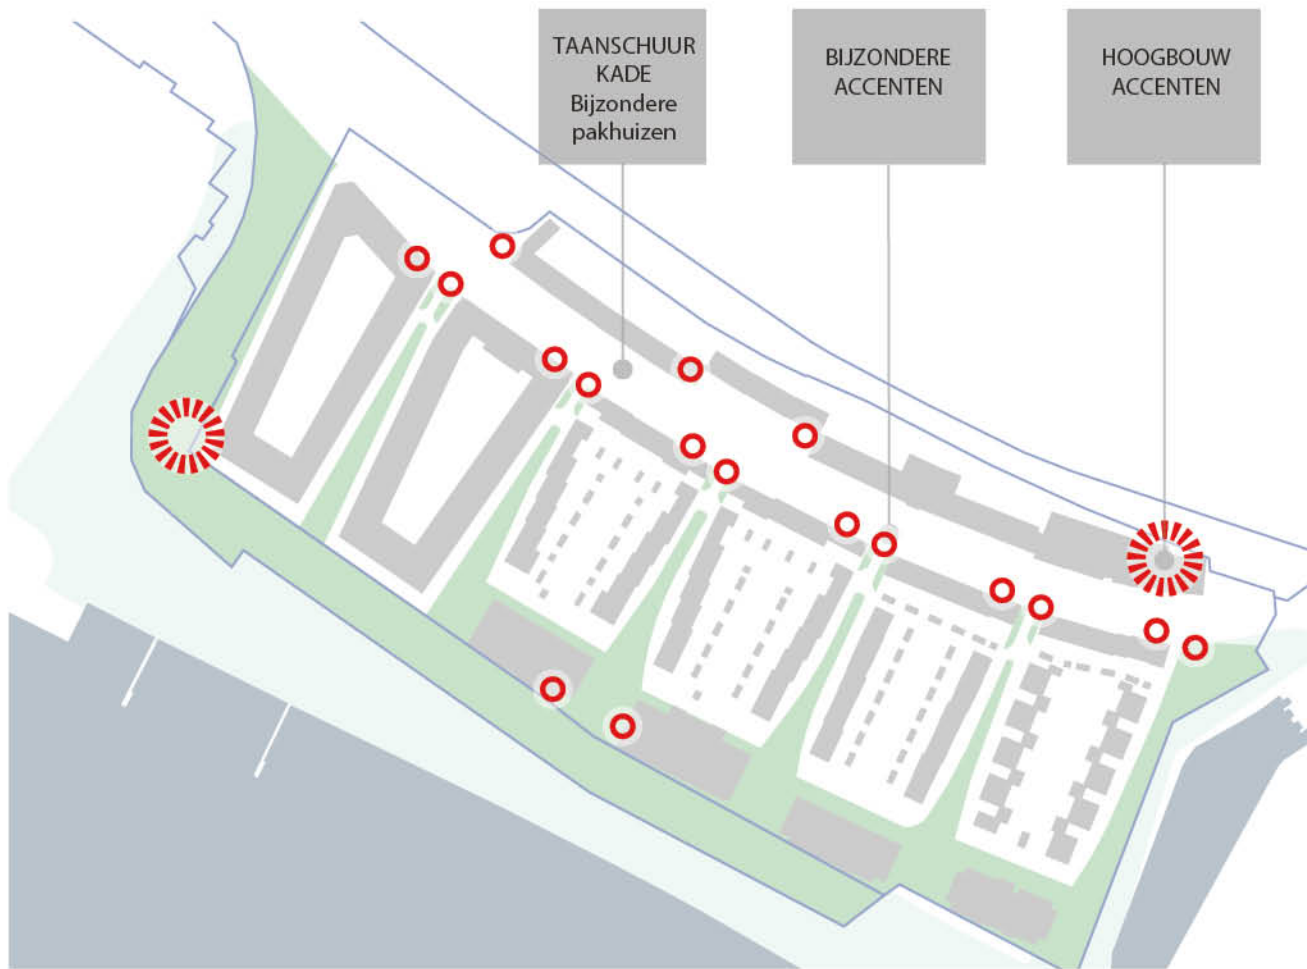 TAANSCHUUR
KADE
Bijzondere
pakhuizen
BIJZONDERE
ACCENTEN
HOOGBOUW
ACCENTEN